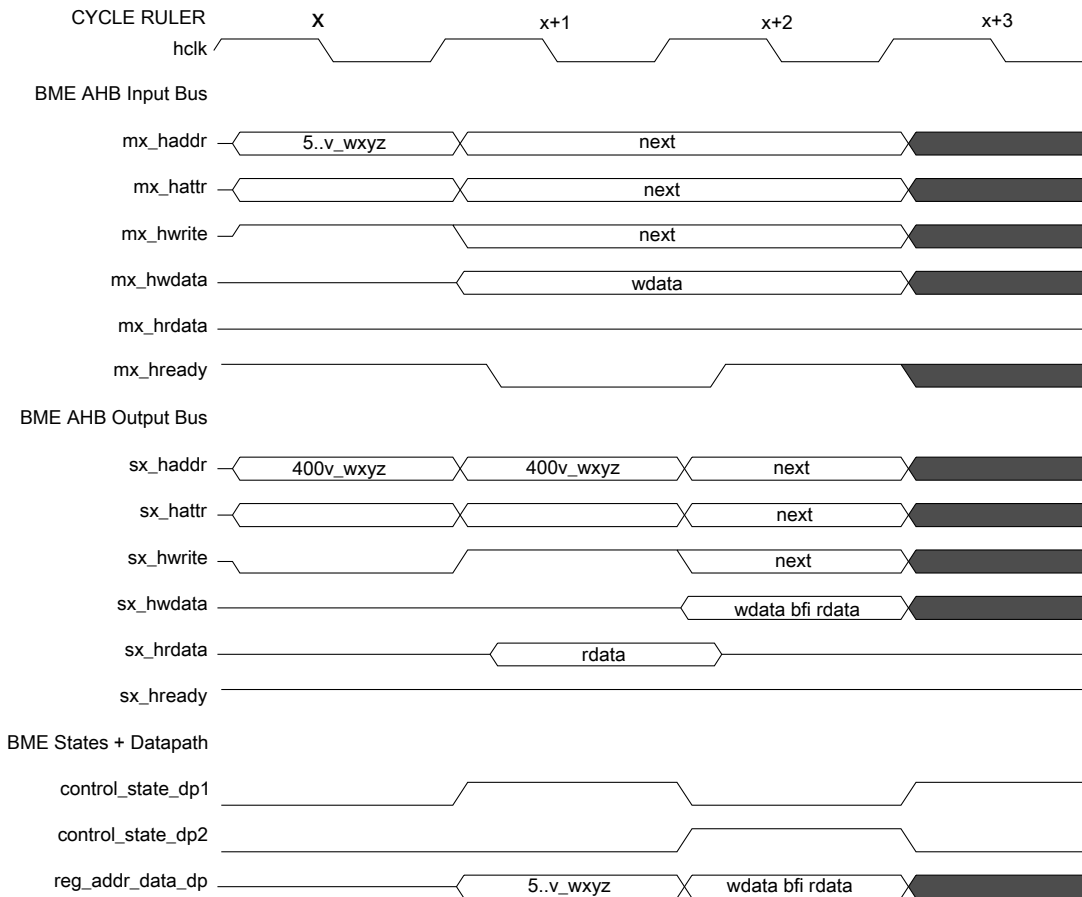 CYCLE RULER x x+1 x+2 x+3
hclk
BME AHB Input Bus
mx_haddr 5..v_wxyz next
mx_hattr next
mx_hwrite next
mx_hwdata wdata
mx_hrdata
mx_hready
BME AHB Output Bus
sx_haddr 400v_wxyz 400v_wxyz next
sx_hattr next
sx_hwrite next
sx_hwdata wdata bfi rdata
sx_hrdata rdata
sx_hready
BME States + Datapath
control_state_dp1
control_state_dp2
reg_addr_data_dp 5..v_wxyz wdata bfi rdata